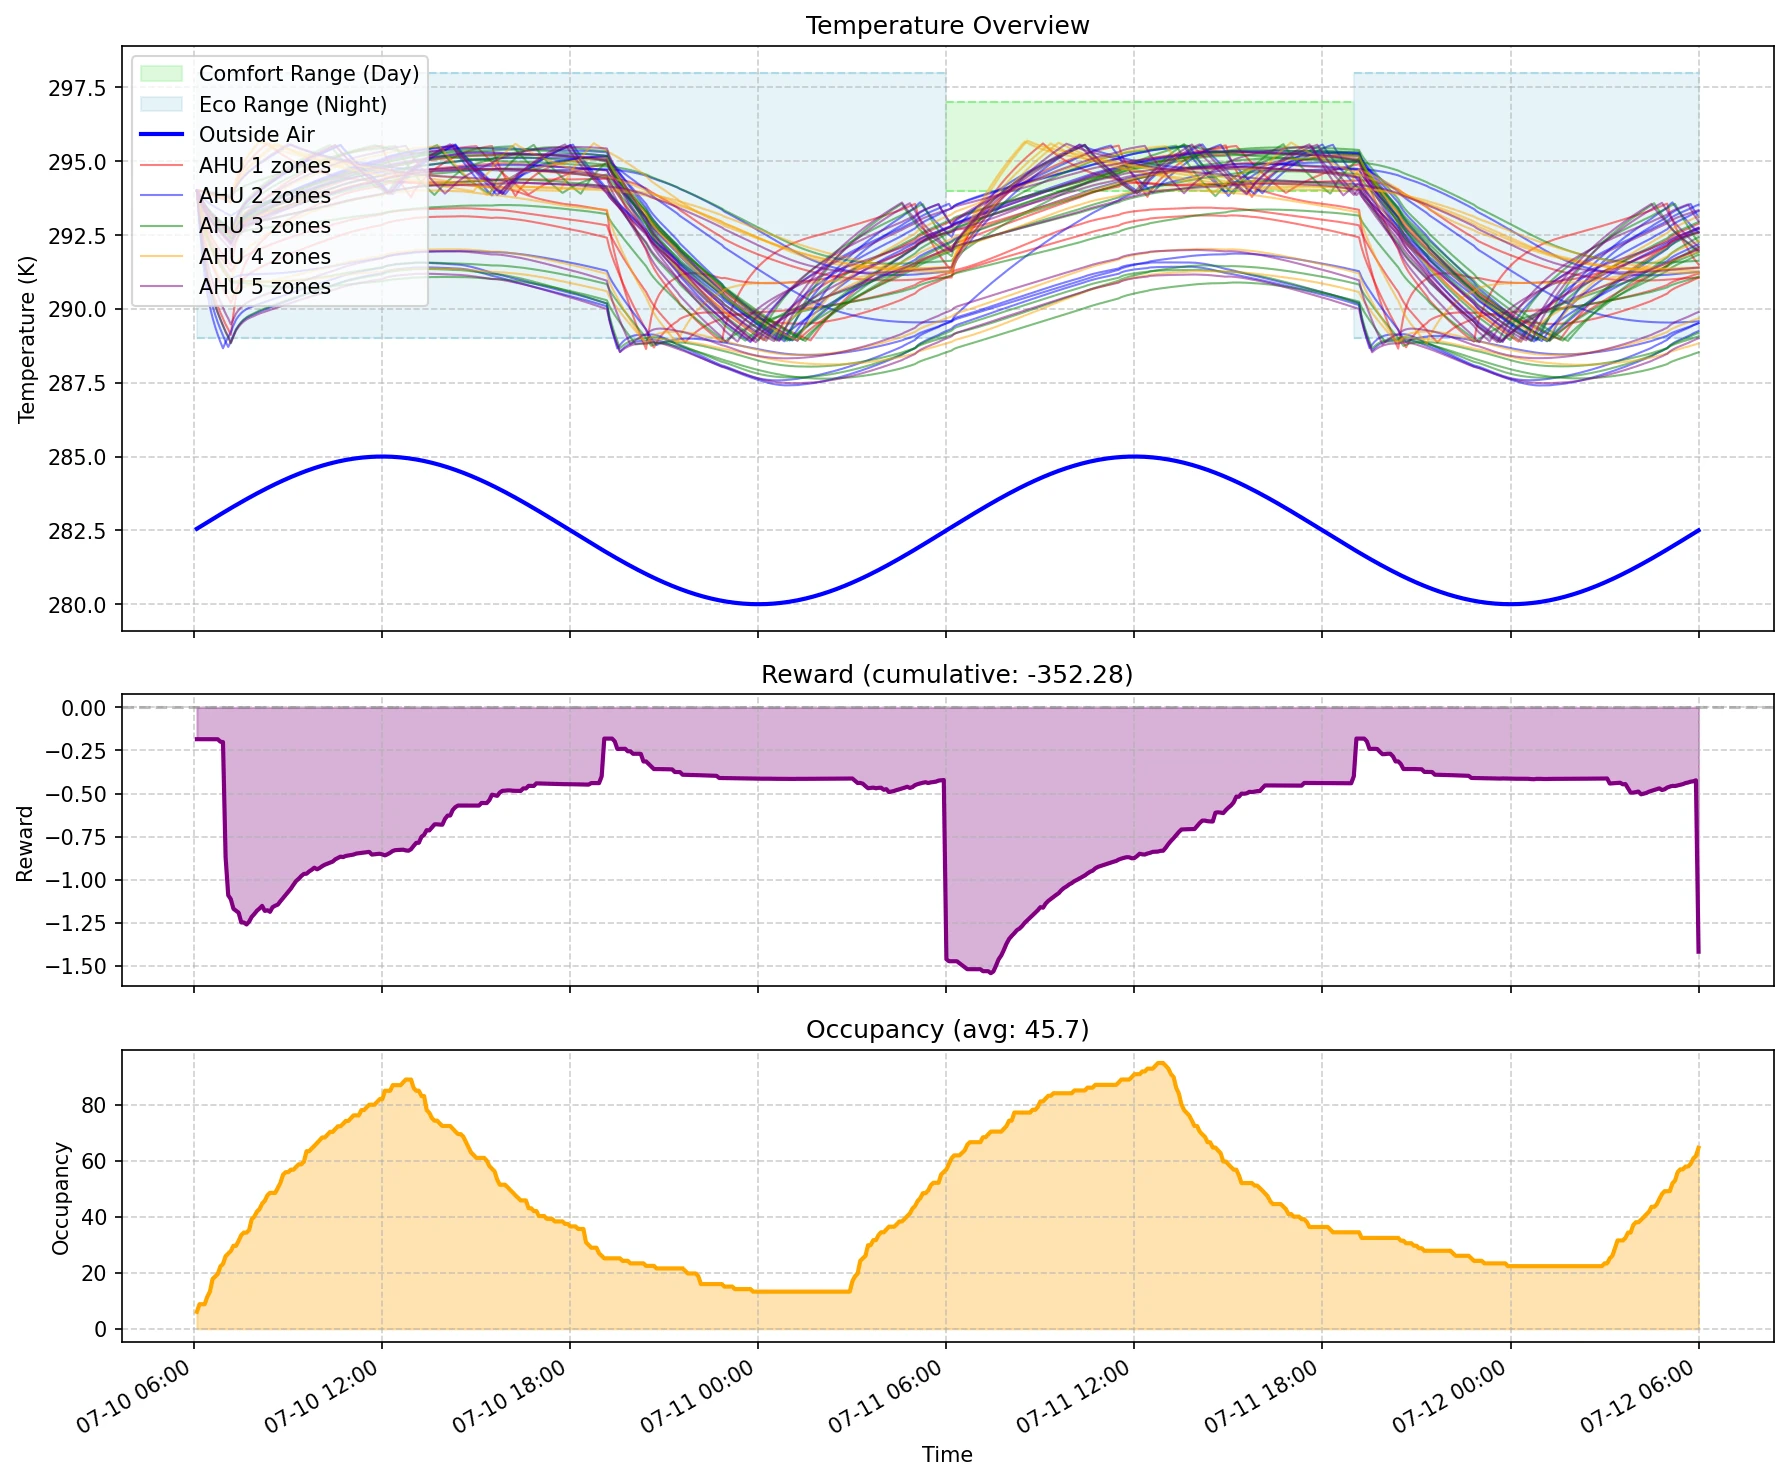 Temperature Overview
Temperature (K)
297.5
295.0
292.5
290.0
287.5
285.0
282.5
280.0
Comfort Range (Day)
Eco Range (Night)
Outside Air
AHU 1 zones
AHU 2 zones
AHU 3 zones
AHU 4 zones
AHU 5 zones
Reward (cumulative: -352.28)
Reward
0.00
−0.25
−0.50
−0.75
−1.00
−1.25
−1.50
Occupancy (avg: 45.7)
Occupancy
80
60
40
20
0
07-10 06:00
07-10 12:00
07-10 18:00
07-11 00:00
07-11 06:00
07-11 12:00
07-11 18:00
07-12 00:00
07-12 06:00
Time